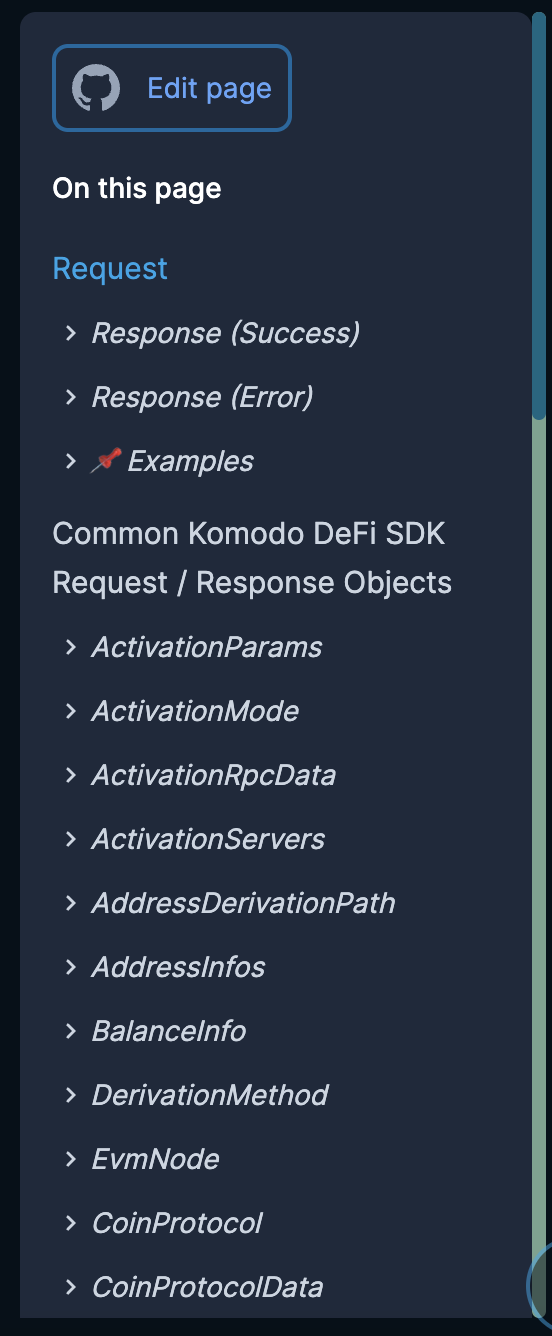 Edit page
On this page
Request
Response (Success)
Response (Error)
Examples
Common Komodo DeFi SDK
Request / Response Objects
ActivationParams
ActivationMode
ActivationRpcData
ActivationServers
AddressDerivationPath
AddressInfos
BalanceInfo
DerivationMethod
EvmNode
CoinProtocol
CoinProtocolData